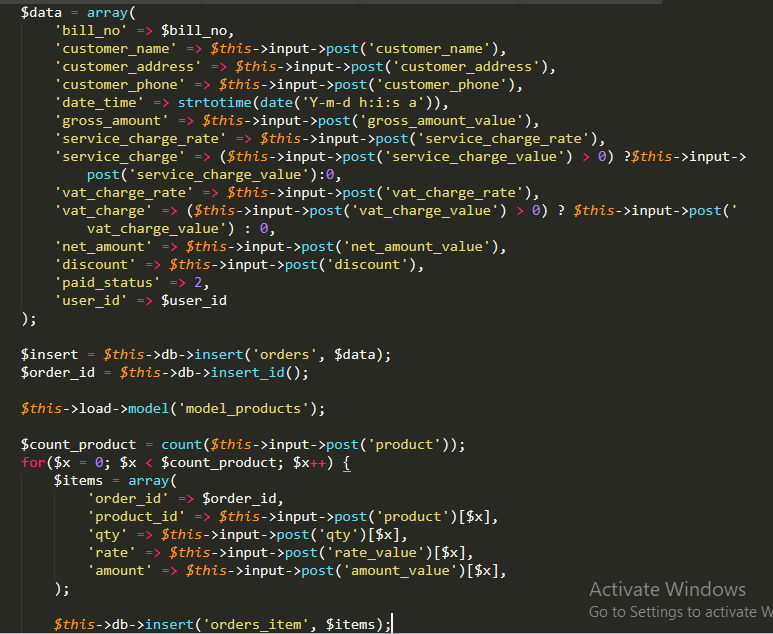 $data = array(
    'bill_no' => $bill_no,
    'customer_name' => $this->input->post('customer_name'),
    'customer_address' => $this->input->post('customer_address'),
    'customer_phone' => $this->input->post('customer_phone'),
    'date_time' => strtotime(date('Y-m-d h:i:s a')),
    'gross_amount' => $this->input->post('gross_amount_value'),
    'service_charge_rate' => $this->input->post('service_charge_rate'),
    'service_charge' => ($this->input->post('service_charge_value') > 0) ?$this->input->
        post('service_charge_value'):0,
    'vat_charge_rate' => $this->input->post('vat_charge_rate'),
    'vat_charge' => ($this->input->post('vat_charge_value') > 0) ? $this->input->post('
        vat_charge_value') : 0,
    'net_amount' => $this->input->post('net_amount_value'),
    'discount' => $this->input->post('discount'),
    'paid_status' => 2,
    'user_id' => $user_id
);

$insert = $this->db->insert('orders', $data);
$order_id = $this->db->insert_id();

$this->load->model('model_products');

$count_product = count($this->input->post('product'));
for($x = 0; $x < $count_product; $x++) {
    $items = array(
        'order_id' => $order_id,
        'product_id' => $this->input->post('product')[$x],
        'qty' => $this->input->post('qty')[$x],
        'rate' => $this->input->post('rate_value')[$x],
        'amount' => $this->input->post('amount_value')[$x],
    );
Activate Windows
Go to Settings to activate W
    $this->db->insert('orders_item', $items);